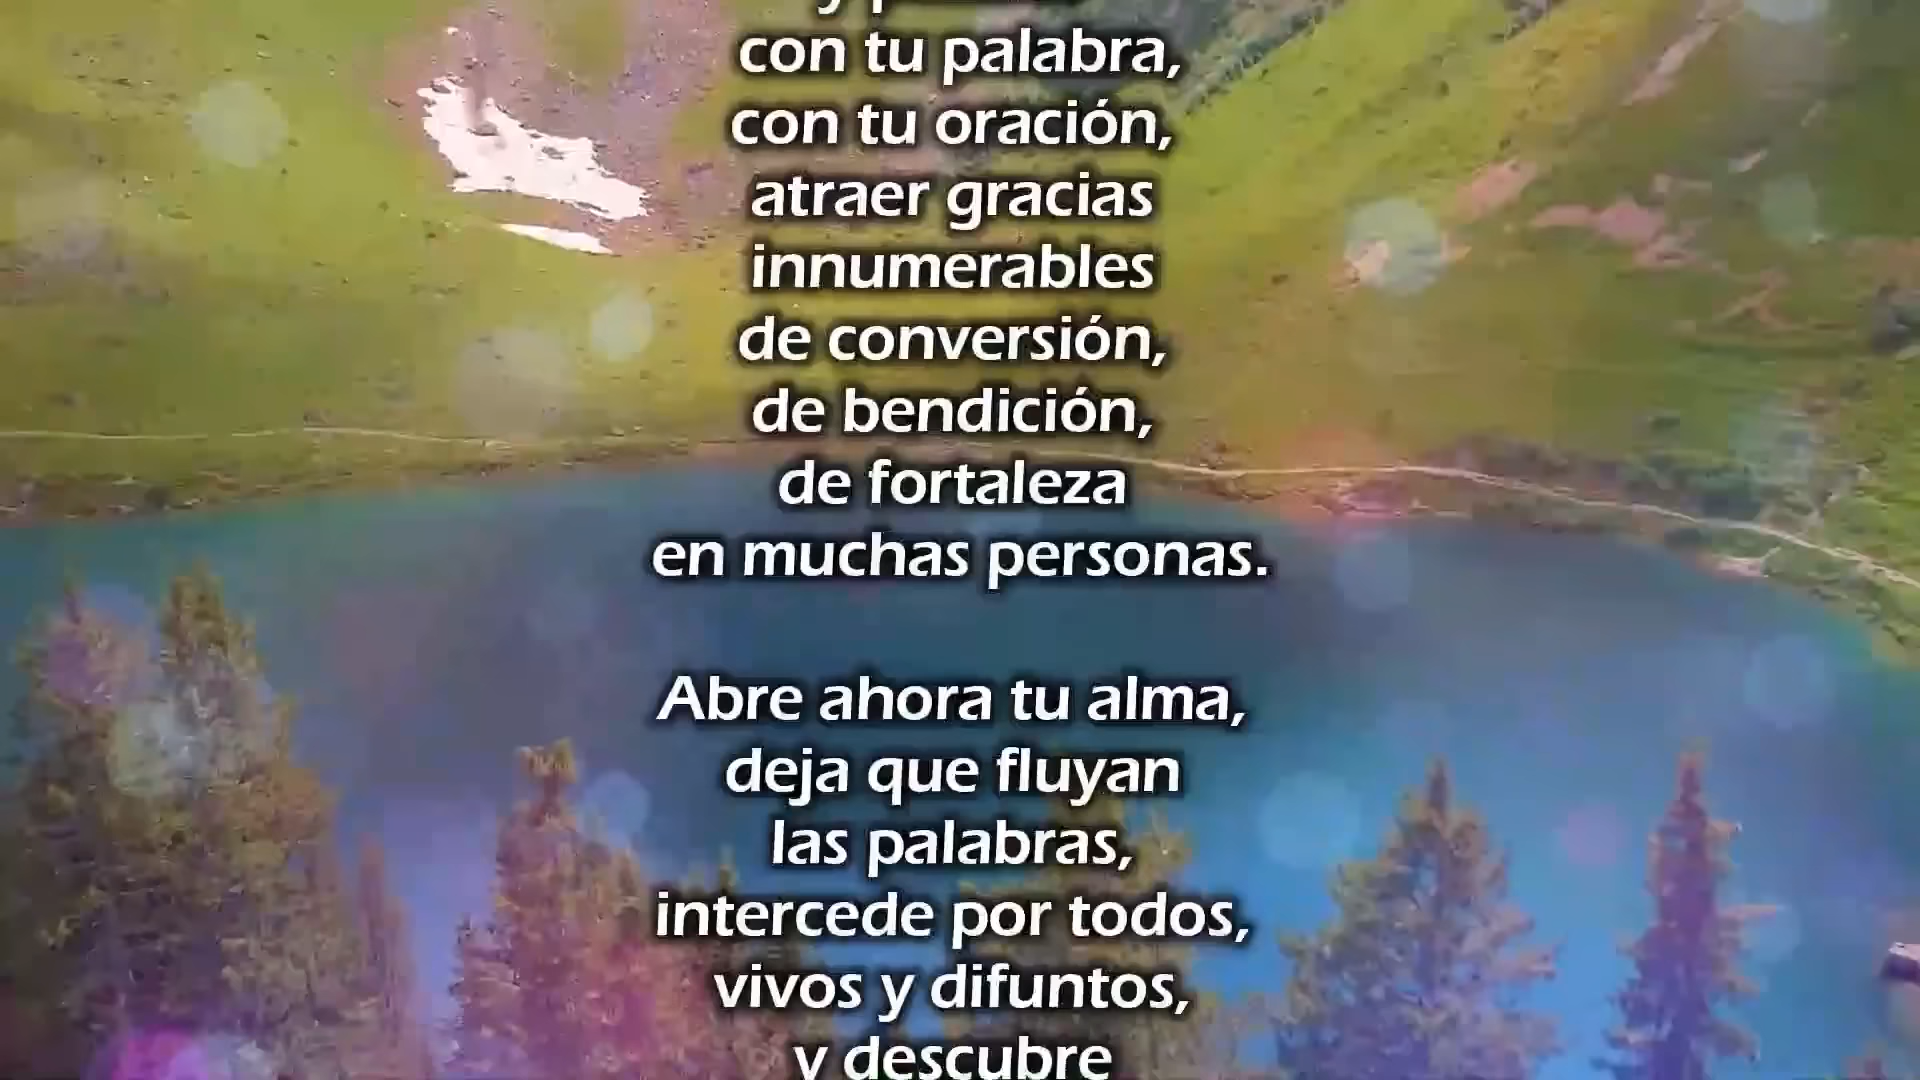 con tu palabra,
con tu oración,
atraer gracias
innumerables
de conversión,
de bendición,
de fortaleza
en muchas personas.
Abre ahora tu alma,
deja que fluyan
las palabras,
intercede por todos,
vivos y difuntos,
y descubre